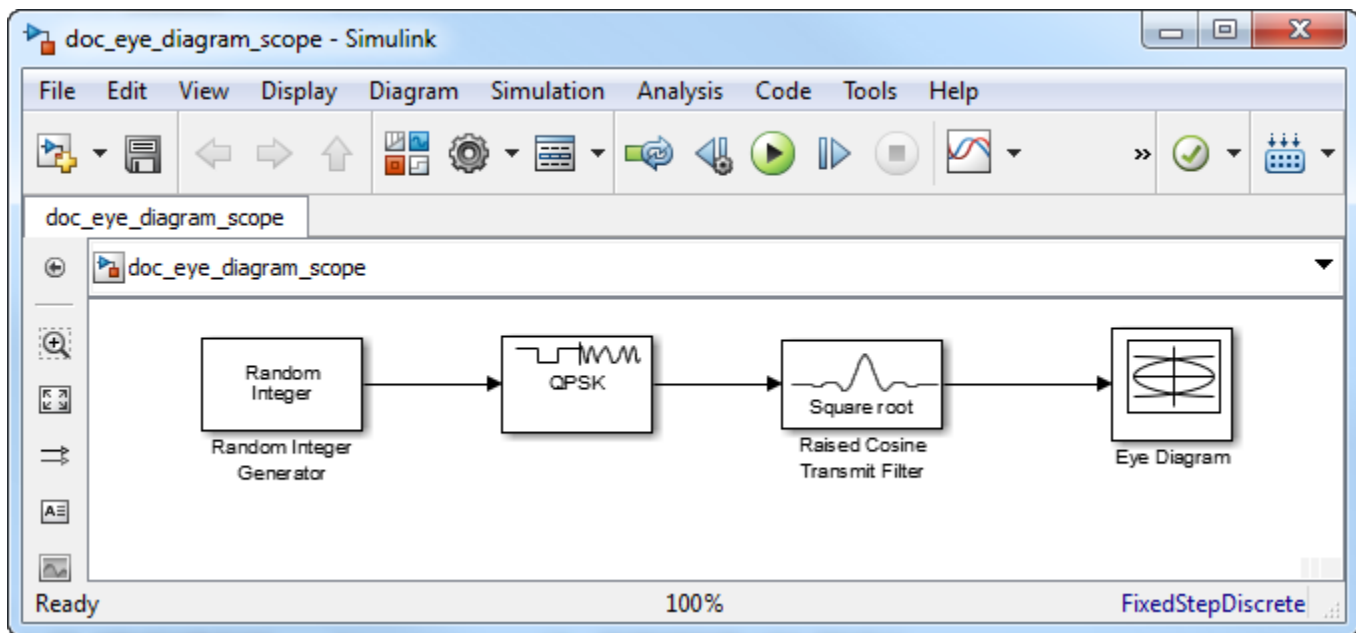 doc_eye_diagram_scope - Simulink
File Edit View Display Diagram Simulation Analysis Code Tools Help
»
doc_eye_diagram_scope
doc_eye_diagram_scope
Random
Integer
Random Integer
Generator
QPSK
Square root
Raised Cosine
Transmit Filter
Eye Diagram
A
Ready 100% FixedStepDiscrete